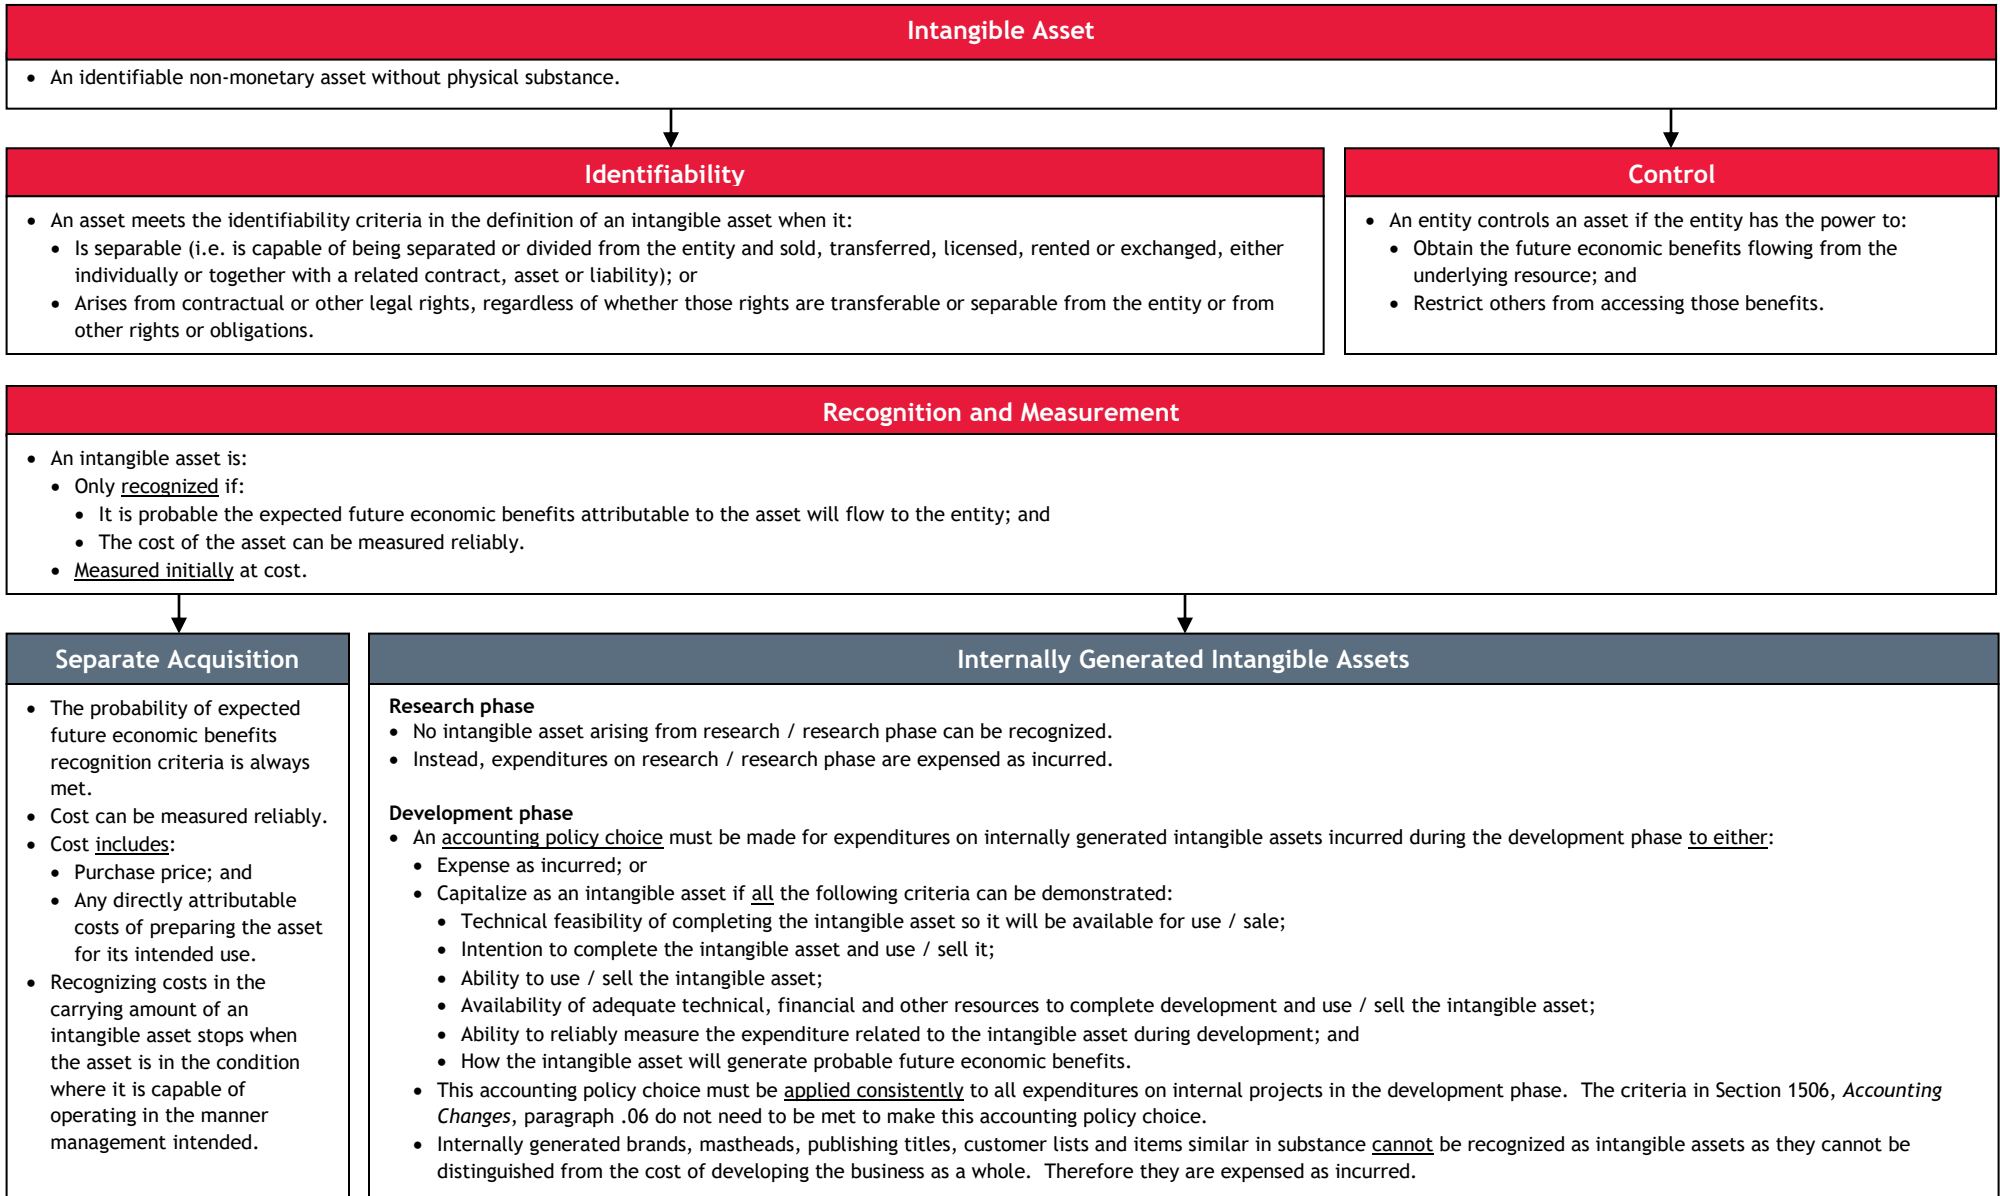 Intangible Asset
• An identifiable non-monetary asset without physical substance.
Identifiability
• An asset meets the identifiability criteria in the definition of an intangible asset when it:
• Is separable (i.e. is capable of being separated or divided from the entity and sold, transferred, licensed, rented or exchanged, either
individually or together with a related contract, asset or liability); or
• Arises from contractual or other legal rights, regardless of whether those rights are transferable or separable from the entity or from
other rights or obligations.
Control
• An entity controls an asset if the entity has the power to:
• Obtain the future economic benefits flowing from the
underlying resource; and
• Restrict others from accessing those benefits.
Recognition and Measurement
• An intangible asset is:
• Only recognized if:
• It is probable the expected future economic benefits attributable to the asset will flow to the entity; and
• The cost of the asset can be measured reliably.
• Measured initially at cost.
Separate Acquisition
• The probability of expected
future economic benefits
recognition criteria is always
met.
• Cost can be measured reliably.
• Cost includes:
• Purchase price; and
• Any directly attributable
costs of preparing the asset
for its intended use.
• Recognizing costs in the
carrying amount of an
intangible asset stops when
the asset is in the condition
where it is capable of
operating in the manner
management intended.
Internally Generated Intangible Assets
Research phase
• No intangible asset arising from research / research phase can be recognized.
• Instead, expenditures on research / research phase are expensed as incurred.
Development phase
• An accounting policy choice must be made for expenditures on internally generated intangible assets incurred during the development phase to either:
• Expense as incurred; or
• Capitalize as an intangible asset if all the following criteria can be demonstrated:
• Technical feasibility of completing the intangible asset so it will be available for use / sale;
• Intention to complete the intangible asset and use / sell it;
• Ability to use / sell the intangible asset;
• Availability of adequate technical, financial and other resources to complete development and use / sell the intangible asset;
• Ability to reliably measure the expenditure related to the intangible asset during development; and
• How the intangible asset will generate probable future economic benefits.
• This accounting policy choice must be applied consistently to all expenditures on internal projects in the development phase.  The criteria in Section 1506, Accounting
Changes, paragraph .06 do not need to be met to make this accounting policy choice.
• Internally generated brands, mastheads, publishing titles, customer lists and items similar in substance cannot be recognized as intangible assets as they cannot be
distinguished from the cost of developing the business as a whole.  Therefore they are expensed as incurred.